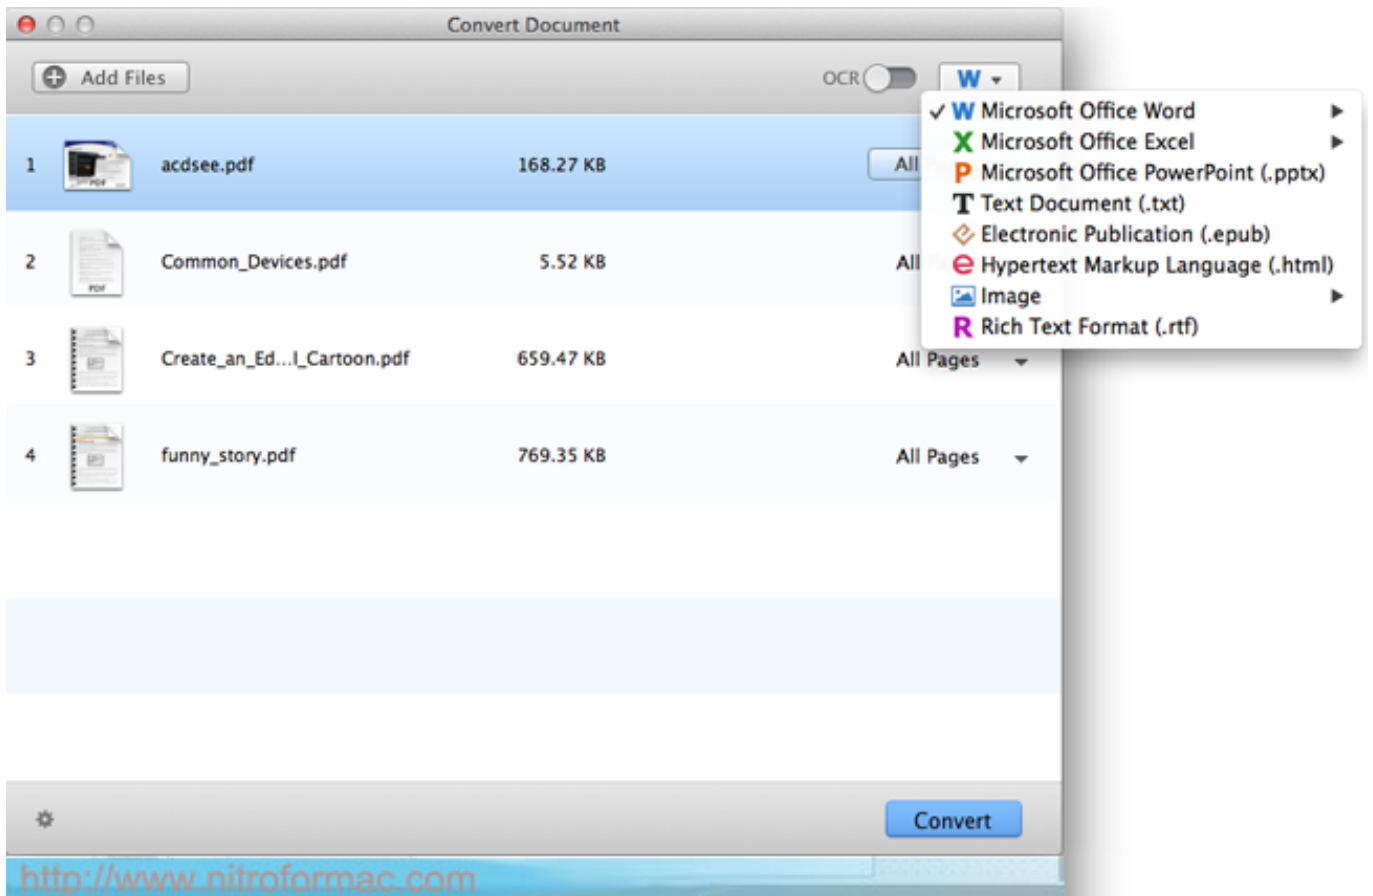 Convert Document
Add Files
OCR
W
W Microsoft Office Word
X Microsoft Office Excel
P Microsoft Office PowerPoint (.pptx)
T Text Document (.txt)
Electronic Publication (.epub)
e Hypertext Markup Language (.html)
Image
R Rich Text Format (.rtf)
1 PDF acdsee.pdf 168.27 KB All
2 PDF Common_Devices.pdf 5.52 KB All
3 Create_an_Ed...l_Cartoon.pdf 659.47 KB All Pages
4 funny_story.pdf 769.35 KB All Pages
Convert
http://www.nitroformac.com